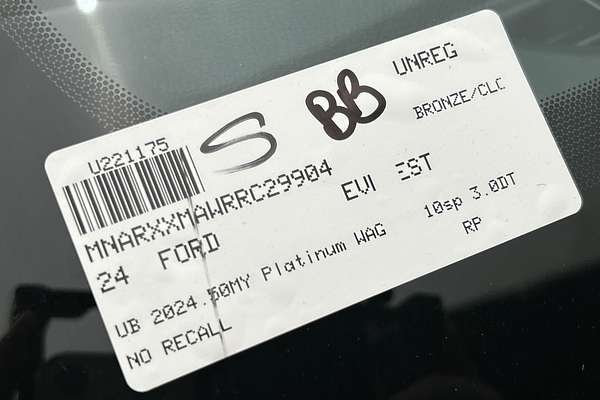 UNREG
S BB
U221175
BRONZE/CLC
MNARXXMAWRRC29904
24 FORD EVI EST
UB 2024.50MY Platinum WAG 10sp 3.0DT
NO RECALL RP